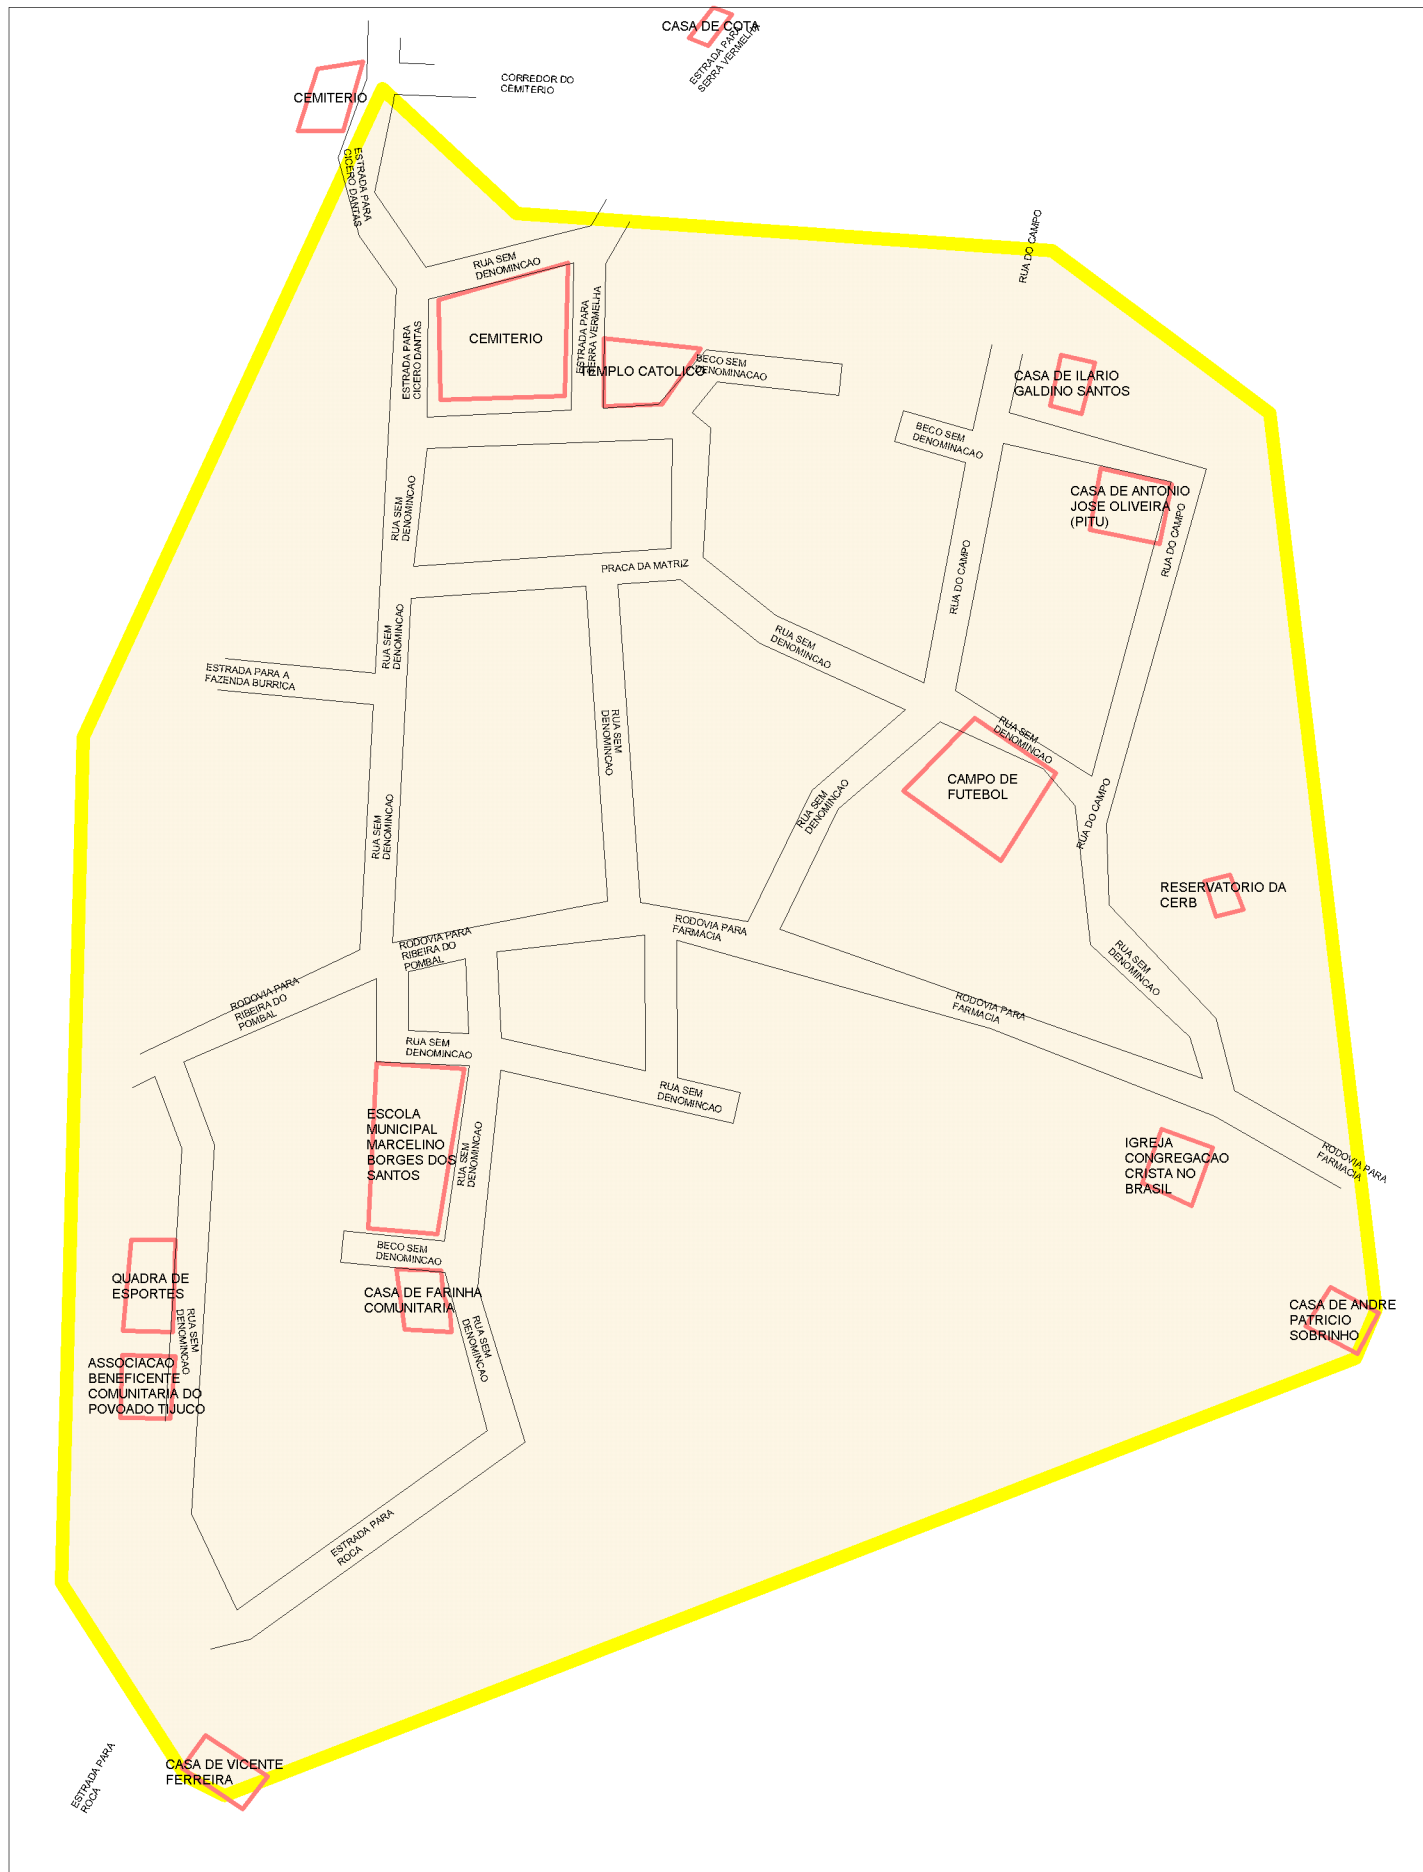 CASA DE COTA
ESTRADA PARA
SERRA VERMELHA
CORREDOR DO
CEMITERIO
CEMITERIO
ESTRADA PARA
CICERO DANTAS
RUA DO CAMPO
RUA SEM
DENOMINCAO
ESTRADA PARA
SERRA VERMELHA
CEMITERIO
ESTRADA PARA
CICERO DANTAS
TEMPLO CATOLICO
BECO SEM
DENOMINACAO
CASA DE ILARIO
GALDINO SANTOS
BECO SEM
DENOMINACAO
CASA DE ANTONIO
JOSE OLIVEIRA
(PITU)
RUA SEM
DENOMINCAO
RUA DO CAMPO
PRACA DA MATRIZ
RUA DO CAMPO
RUA SEM
DENOMINCAO
RUA SEM
DENOMINCAO
ESTRADA PARA A
FAZENDA BURRICA
RUA SEM
DENOMINCAO
RUA SEM
DENOMINCAO
CAMPO DE
FUTEBOL
RUA SEM
DENOMINCAO
RUA SEM
DENOMINCAO
RUA DO CAMPO
RESERVATORIO DA
CERB
RODOVIA PARA
FARMACIA
RODOVIA PARA
RIBEIRA DO
POMBAL
RUA SEM
DENOMINCAO
RODOVIA PARA
RIBEIRA DO
POMBAL
RODOVIA PARA
FARMACIA
RUA SEM
DENOMINCAO
RUA SEM
DENOMINCAO
ESCOLA
MUNICIPAL
MARCELINO
BORGES DOS
SANTOS
RUA SEM
DENOMINCAO
IGREJA
CONGREGACAO
CRISTA NO
BRASIL
RODOVIA PARA
FARMACIA
BECO SEM
DENOMINCAO
QUADRA DE
ESPORTES
CASA DE FARINHA
COMUNITARIA
CASA DE ANDRE
PATRICIO
SOBRINHO
RUA SEM
DENOMINCAO
RUA SEM
DENOMINCAO
ASSOCIACAO
BENEFICENTE
COMUNITARIA DO
POVOADO TIJUCO
ESTRADA PARA
ROCA
CASA DE VICENTE
FERREIRA
ESTRADA PARA
ROCA